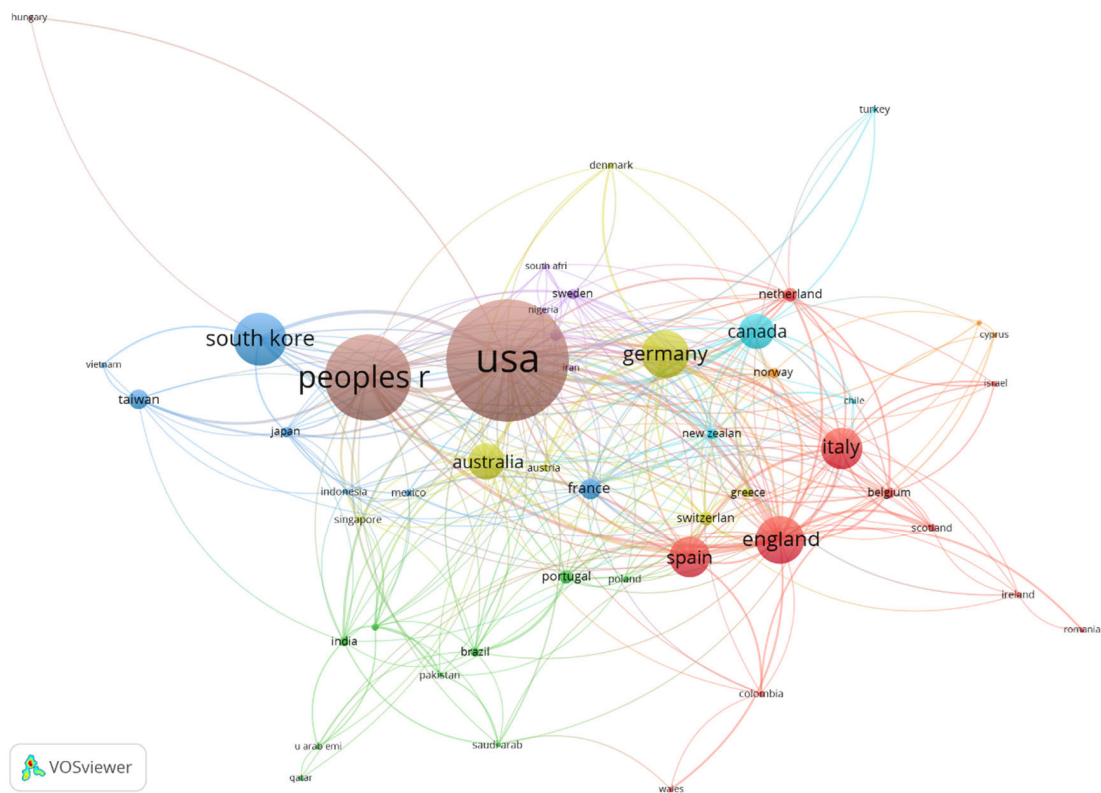 hungary
turkey
denmark
south afri
sweden
netherland
nigeria
canada
south kore
cyprus
germany
usa
vietnam
iran
norway
peoples r
israel
taiwan
chile
japan
new zealan
italy
australia
austria
france
indonesia
mexico
greece
belgium
singapore
switzerlan
scotland
england
spain
portugal
poland
ireland
romania
india
brazil
pakistan
colombia
u arab emi
saudi arab
qatar
wales
VOSviewer